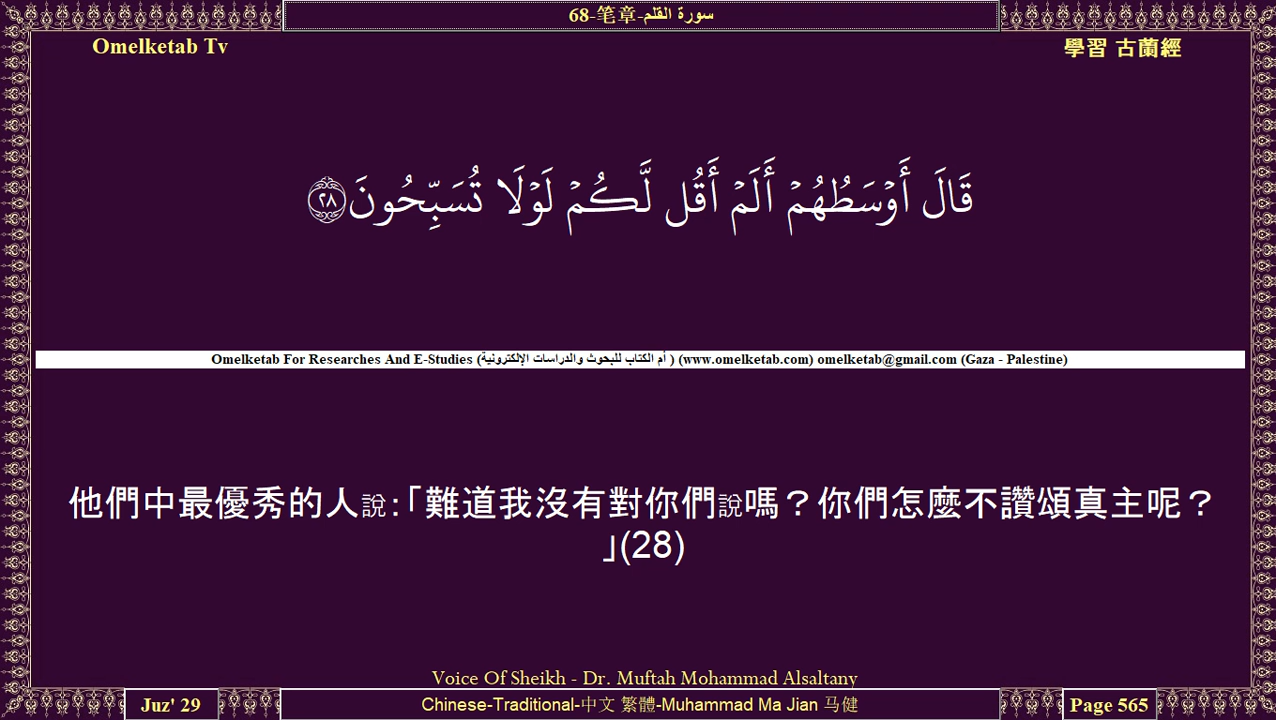 68-笔章-سورة القلم
Omelketab Tv
學習 古蘭經
قَالَ أَوۡسَطُهُمۡ أَلَمۡ أَقُل لَّكُمۡ لَوۡلَا تُسَبِّحُونَ ٢٨
Omelketab For Researches And E-Studies (أم الكتاب للبحوث والدراسات الإلكترونية ) (www.omelketab.com) omelketab@gmail.com (Gaza - Palestine)
他們中最優秀的人說:「難道我沒有對你們說嗎？你們怎麼不讚頌真主呢？
」(28)
Voice Of Sheikh - Dr. Muftah Mohammad Alsaltany
Juz' 29
Chinese-Traditional-中文 繁體-Muhammad Ma Jian 马健
Page 565